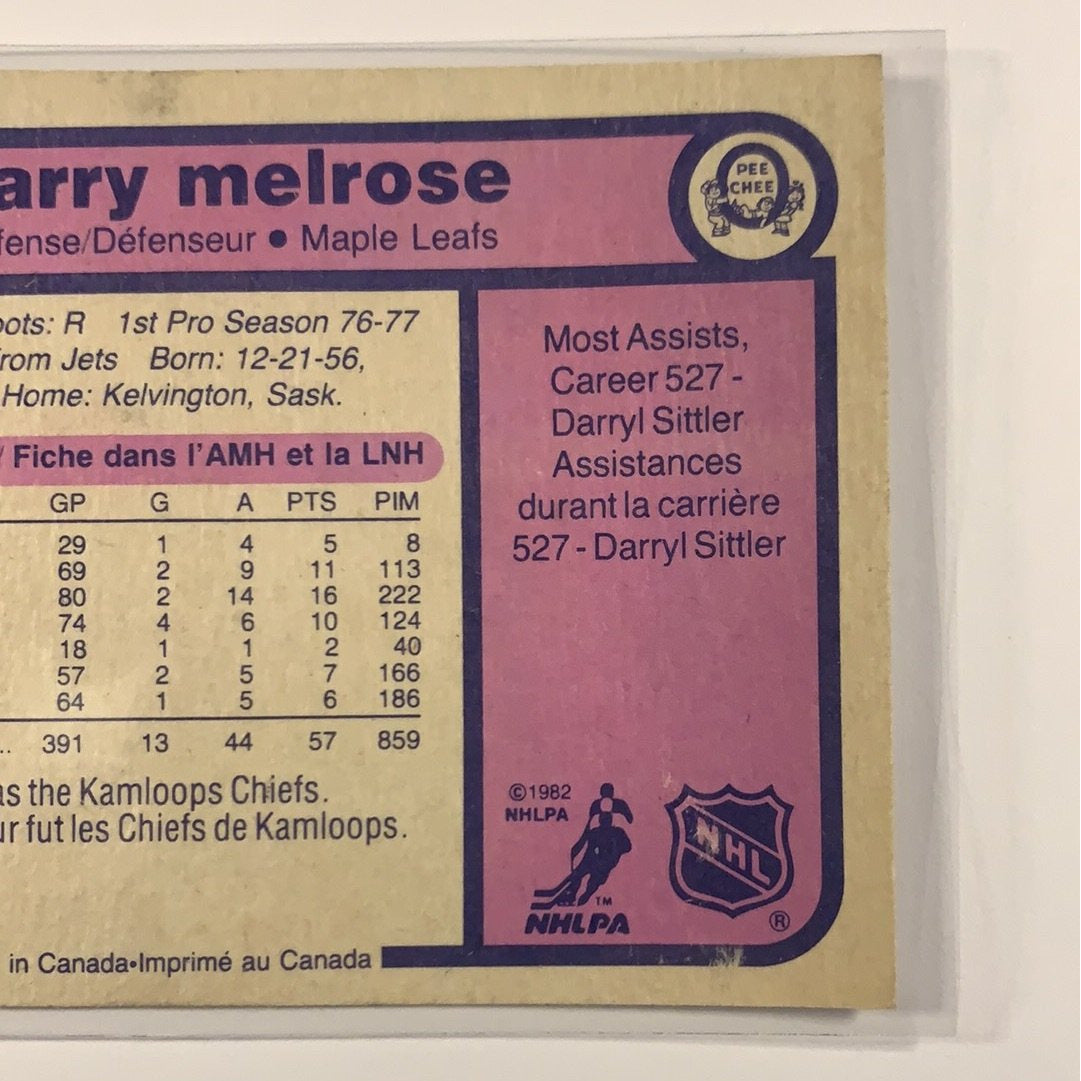 arry melrose
fense/Défenseur • Maple Leafs
PEE
CHEE
oots: R 1st Pro Season 76-77
from Jets Born: 12-21-56,
Home: Kelvington, Sask.
/ Fiche dans l'AMH et la LNH
GP G A PTS PIM
29 1 4 5 8
69 2 9 11 113
80 2 14 16 222
74 4 6 10 124
18 1 1 2 40
57 2 5 7 166
64 1 5 6 186
.. 391 13 44 57 859
as the Kamloops Chiefs.
ur fut les Chiefs de Kamloops.
in Canada•Imprimé au Canada
Most Assists,
Career 527 -
Darryl Sittler
Assistances
durant la carrière
527 - Darryl Sittler
©1982
NHLPA
TM
NHLPA
NHL
®